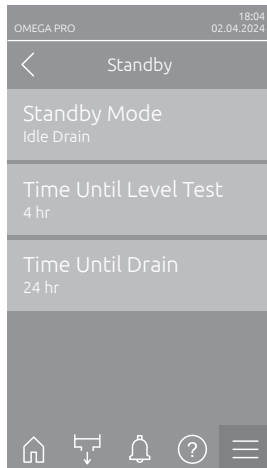 18:04
OMEGA PRO 02.04.2024
Standby
Standby Mode
Idle Drain
Time Until Level Test
4 hr
Time Until Drain
24 hr
?